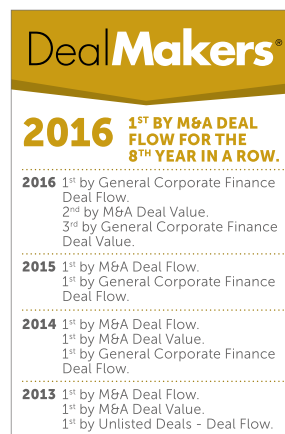 DealMakers®
2016
1ST BY M&A DEAL
FLOW FOR THE
8TH YEAR IN A ROW.
2016 1st by General Corporate Finance
Deal Flow.
2nd by M&A Deal Value.
3rd by General Corporate Finance
Deal Value.
2015 1st by M&A Deal Flow.
1st by General Corporate Finance
Deal Flow.
2014 1st by M&A Deal Flow.
1st by M&A Deal Value.
1st by General Corporate Finance
Deal Flow.
2013 1st by M&A Deal Flow.
1st by M&A Deal Value.
1st by Unlisted Deals - Deal Flow.